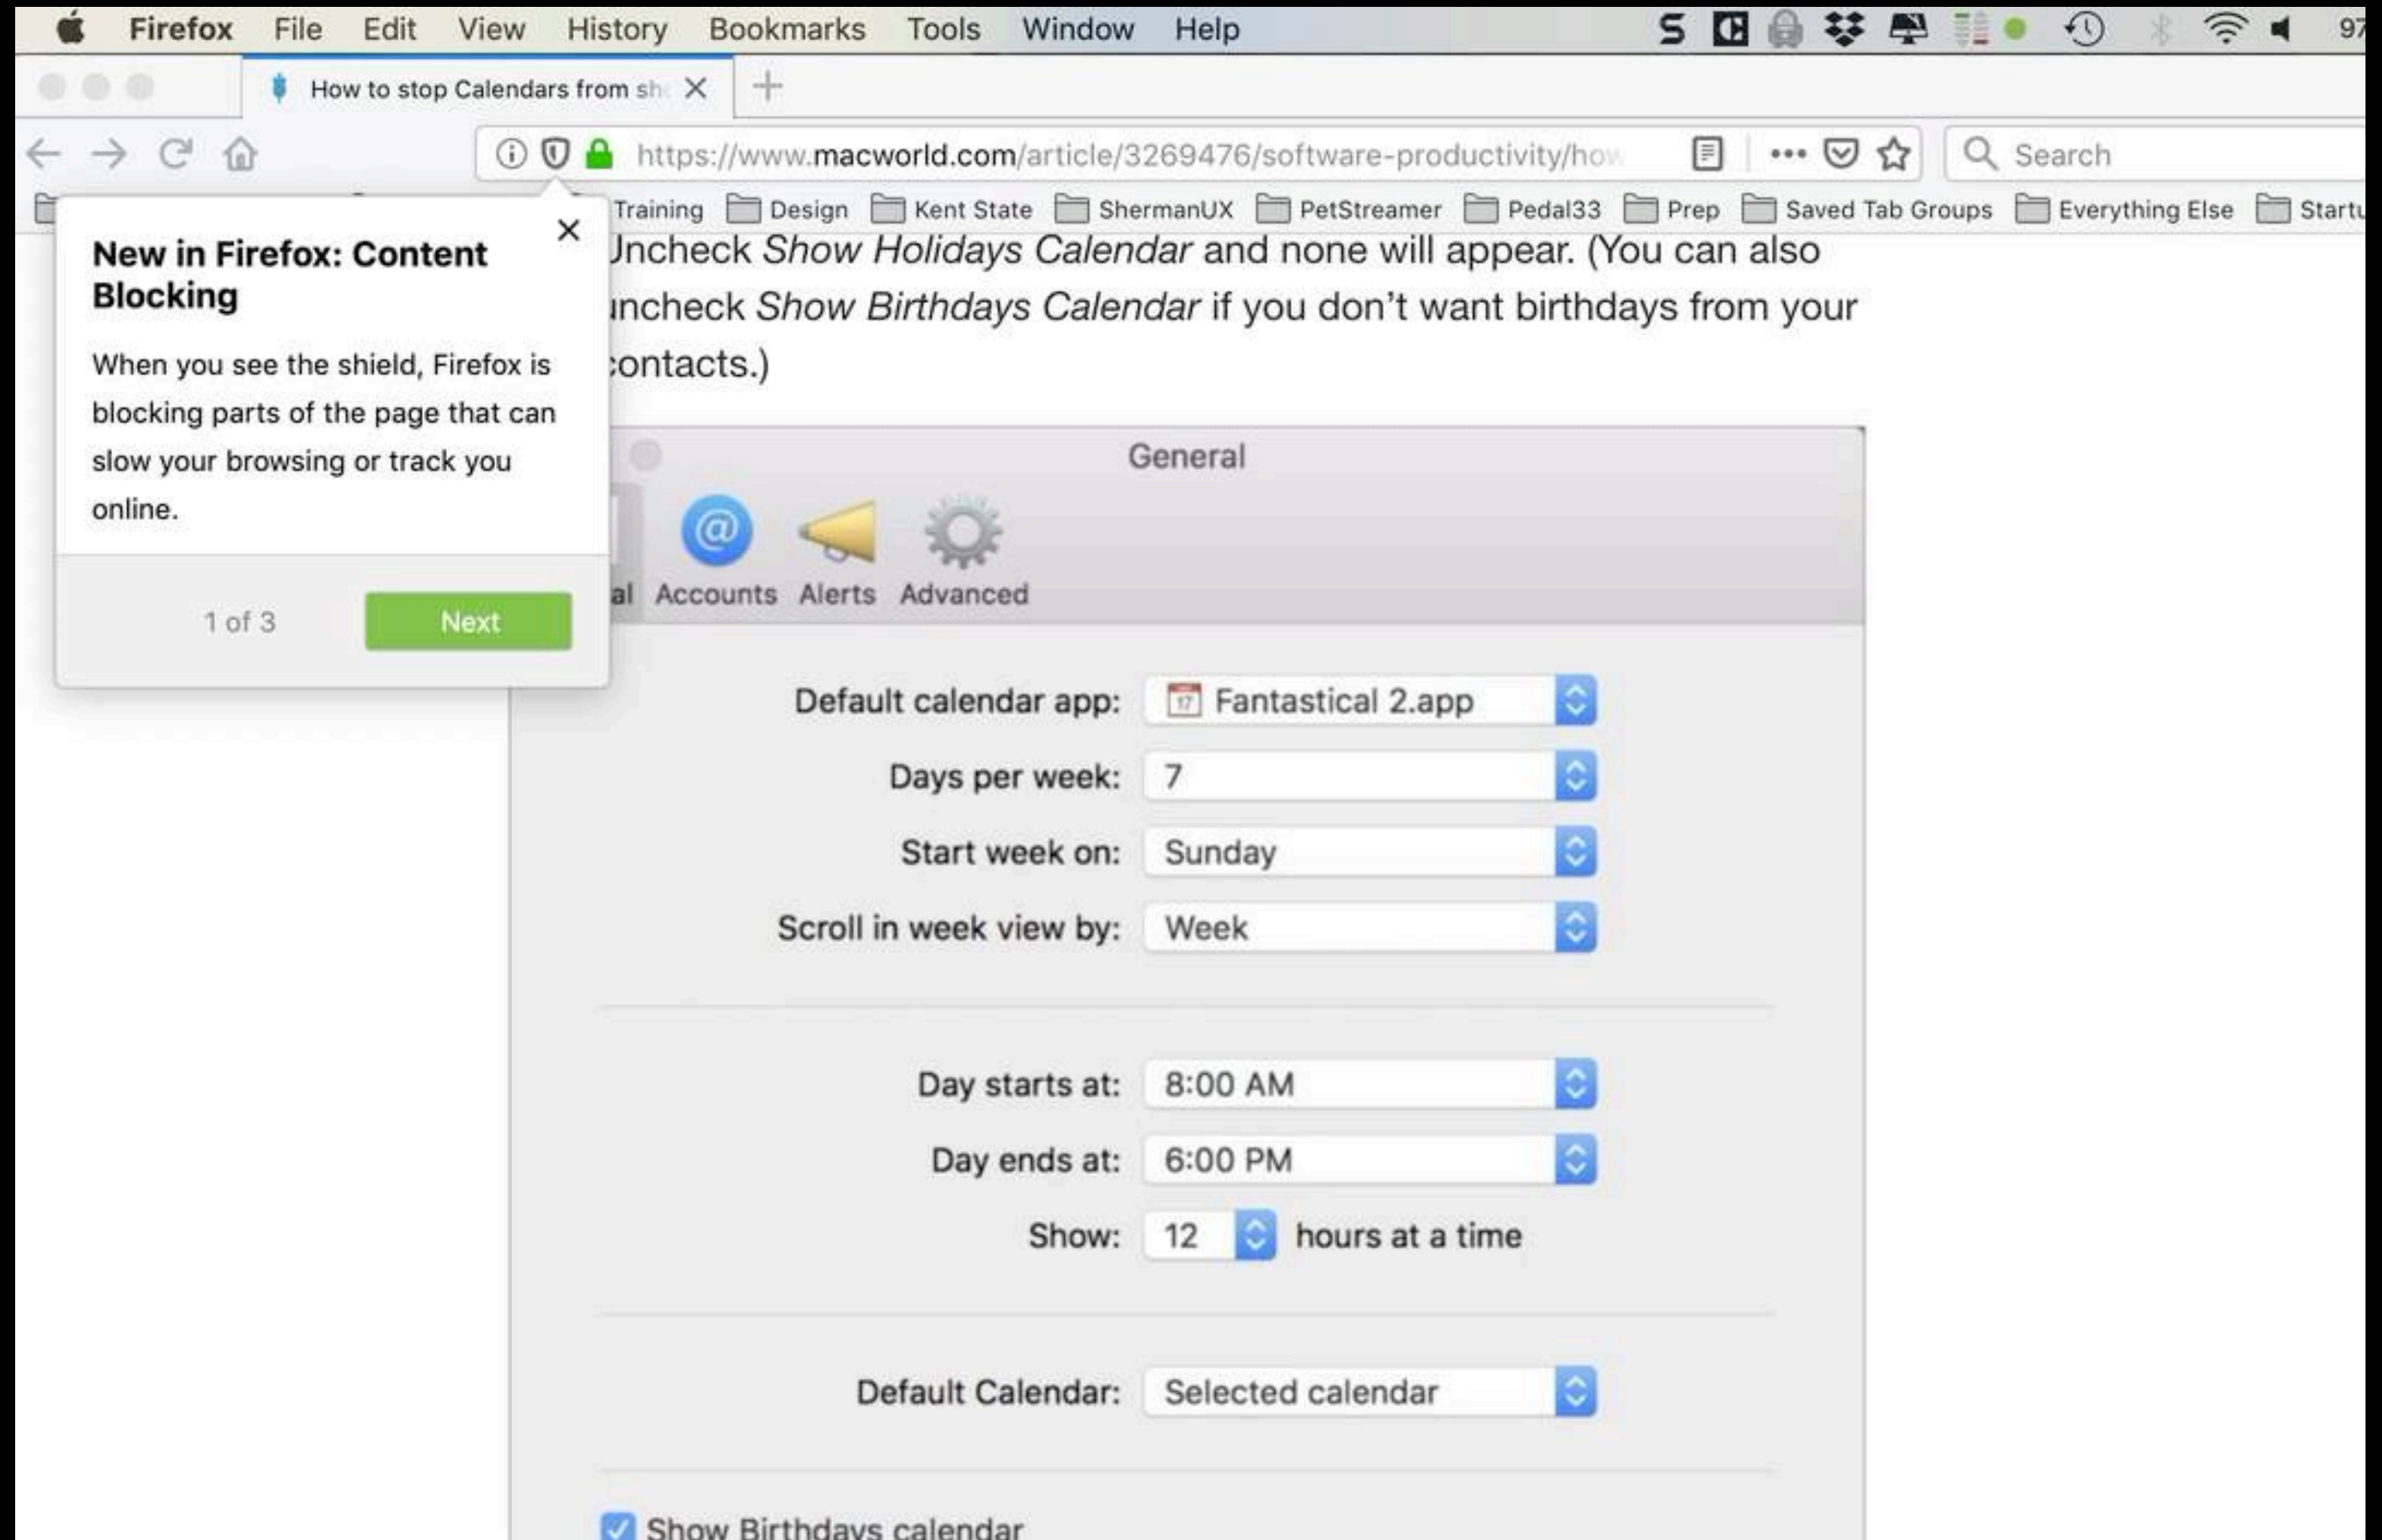 Firefox File Edit View History Bookmarks Tools Window Help 97
How to stop Calendars from sh
https://www.macworld.com/article/3269476/software-productivity/how
Search
Training Design Kent State ShermanUX PetStreamer Pedal33 Prep Saved Tab Groups Everything Else Startu
New in Firefox: Content
Blocking
When you see the shield, Firefox is
blocking parts of the page that can
slow your browsing or track you
online.
1 of 3 Next
Uncheck Show Holidays Calendar and none will appear. (You can also
uncheck Show Birthdays Calendar if you don't want birthdays from your
contacts.)
General
al Accounts Alerts Advanced
Default calendar app: 17 Fantastical 2.app
Days per week: 7
Start week on: Sunday
Scroll in week view by: Week
Day starts at: 8:00 AM
Day ends at: 6:00 PM
Show: 12 hours at a time
Default Calendar: Selected calendar
Show Birthdays calendar